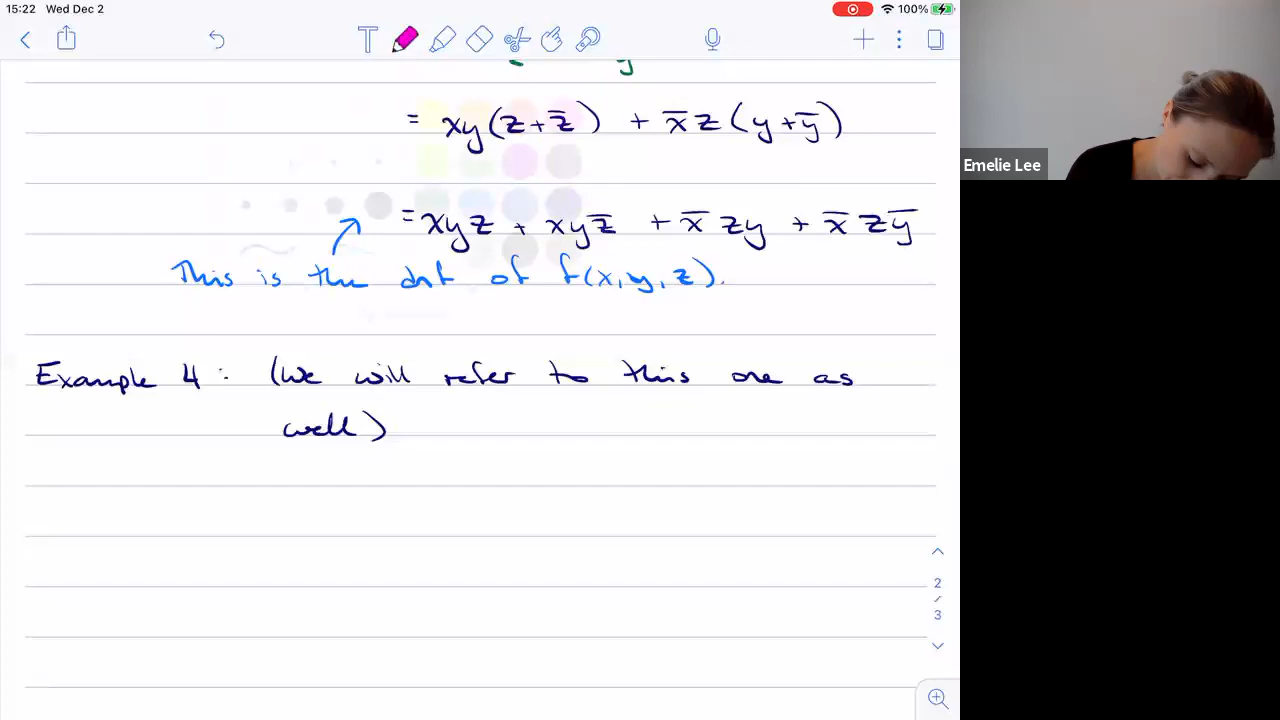 15:22 Wed Dec 2
100%
T
= xy(z+z̅) + x̅z(y+y̅)
= xyz + xyz̅ + x̅zy + x̅zy̅
This is the dnf of f(x,y,z).
Example 4: (We will refer to this one as
well)
2
/
3
Emelie Lee